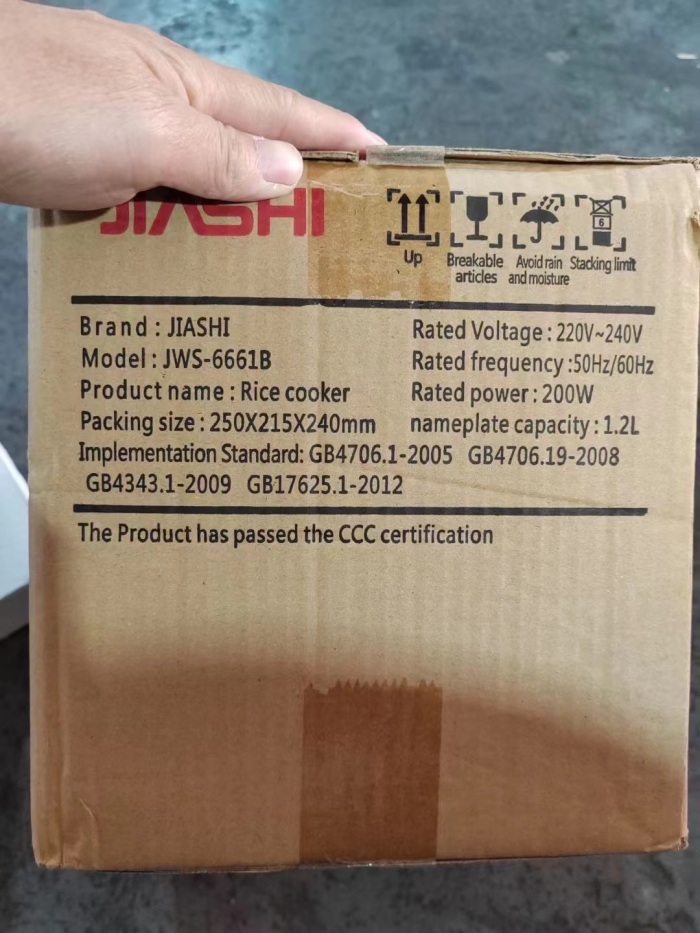 JIASHI
Up
Breakable articles
Avoid rain and moisture
6
Stacking limit
Brand : JIASHI
Rated Voltage : 220V~240V
Model : JWS-6661B
Rated frequency :50Hz/60Hz
Product name : Rice cooker
Rated power : 200W
Packing size : 250X215X240mm
nameplate capacity : 1.2L
Implementation Standard: GB4706.1-2005 GB4706.19-2008
GB4343.1-2009 GB17625.1-2012
The Product has passed the CCC certification